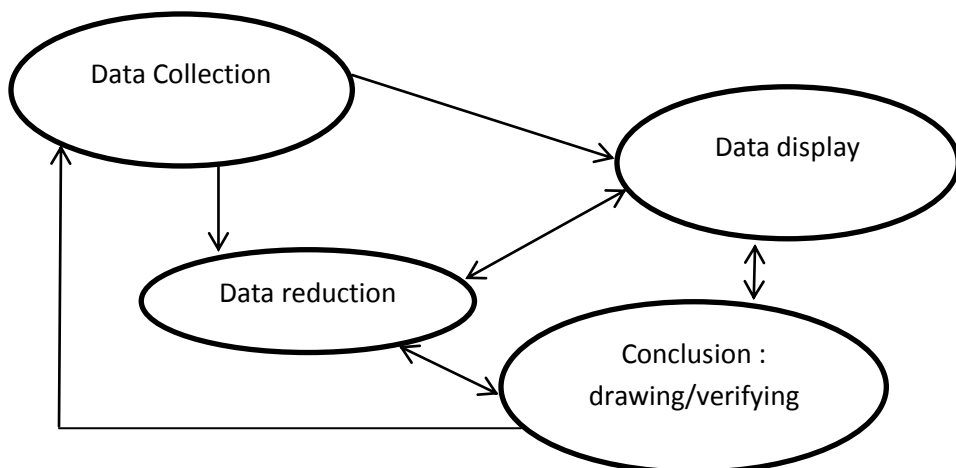 Data Collection
Data display
Data reduction
Conclusion :
drawing/verifying